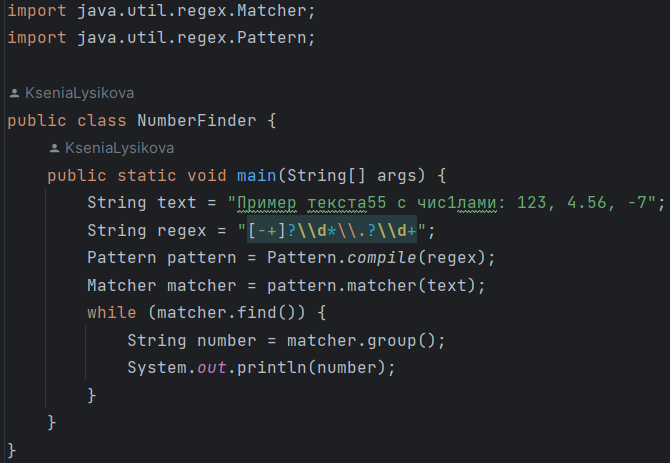 import java.util.regex.Matcher;
import java.util.regex.Pattern;
KseniaLysikova
public class NumberFinder {
KseniaLysikova
public static void main(String[] args) {
String text = "Пример текста55 с чис1лами: 123, 4.56, -7";
String regex = "[-+]?\\d*\\.?\\d+";
Pattern pattern = Pattern.compile(regex);
Matcher matcher = pattern.matcher(text);
while (matcher.find()) {
String number = matcher.group();
System.out.println(number);
}
}
}